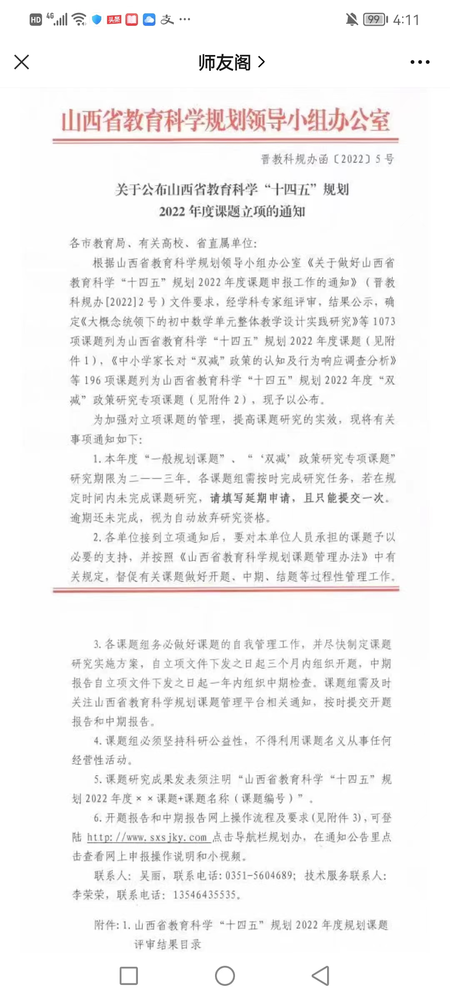 HD 4G 头条 支 99 4:11
师友阁
山西省教育科学规划领导小组办公室
晋教科规办函〔2022〕5 号
关于公布山西省教育科学“十四五”规划
2022 年度课题立项的通知
各市教育局、有关高校、省直属单位：
根据山西省教育科学规划领导小组办公室《关于做好山西省
教育科学“十四五”规划 2022 年度课题申报工作的通知》（晋教
科规办[2022]2 号）文件要求，经学科专家组评审，结果公示，确
定《大概念统领下的初中数学单元整体教学设计实践研究》等 1073
项课题列为山西省教育科学“十四五”规划 2022 年度课题（见附
件 1），《中小学家长对“双减”政策的认知及行为响应调查分析》
等 196 项课题列为山西省教育科学“十四五”规划 2022 年度“双
减”政策研究专项课题（见附件 2），现予以公布。
为加强对立项课题的管理，提高课题研究的实效，现将有关
事项通知如下：
1. 本年度“一般规划课题”、“‘双减’政策研究专项课题”
研究期限为二——三年。各课题组需按时完成研究任务，若在规
定时间内未完成课题研究，请填写延期申请，且只能提交一次。
逾期还未完成，视为自动放弃研究资格。
2. 各单位接到立项通知后，要对本单位人员承担的课题予以
必要的支持，并按照《山西省教育科学规划课题管理办法》中有
关规定，督促有关课题做好开题、中期、结题等过程性管理工作。
3. 各课题组务必做好课题的自我管理工作，并尽快制定课题
研究实施方案，自立项文件下发之日起三个月内组织开题，中期
报告自立项文件下发之日起一年内组织中期检查。课题组需及时
关注山西省教育科学规划课题管理平台相关通知，按时提交开题
报告和中期报告。
4. 课题组必须坚持科研公益性，不得利用课题名义从事任何
经营性活动。
5. 课题研究成果发表须注明“山西省教育科学“十四五”规
划 2022 年度××课题+课题名称（课题编号）”。
6. 开题报告和中期报告网上操作流程及要求(见附件 3)，可登
陆 http://www.sxsjky.com 点击导航栏规划办，在通知公告里点
击查看网上申报操作说明和小视频。
联系人：吴丽，联系电话：0351-5604689；技术服务联系人：
李荣荣，联系电话：13546435535。
附件：1. 山西省教育科学“十四五”规划 2022 年度规划课题
评审结果目录